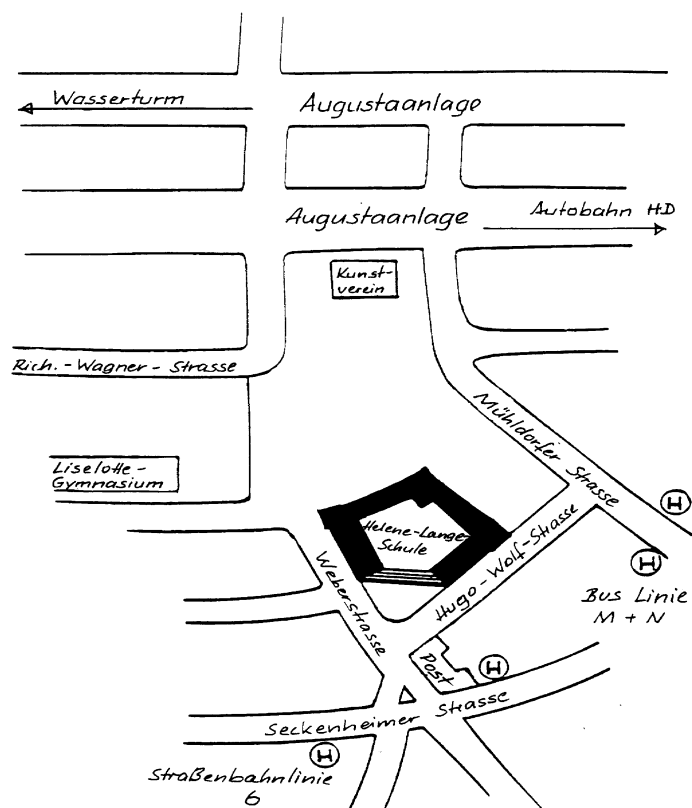 Wasserturm
Augustaanlage
Augustaanlage
Autobahn HD
Kunst-
verein
Rich.-Wagner-Strasse
Mühldorfer Strasse
Liselotte-
Gymnasium
H
Helene-Lange-
Schule
Hugo-Wolf-Strasse
Weberstrasse
H
Bus Linie
M + N
Post
H
Seckenheimer Strasse
H
Straßenbahnlinie
6